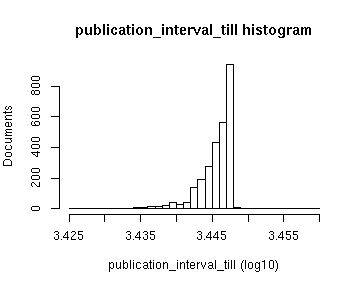 publication_interval_till histogram
Documents
800
600
400
200
0
3.425 3.435 3.445 3.455
publication_interval_till (log10)